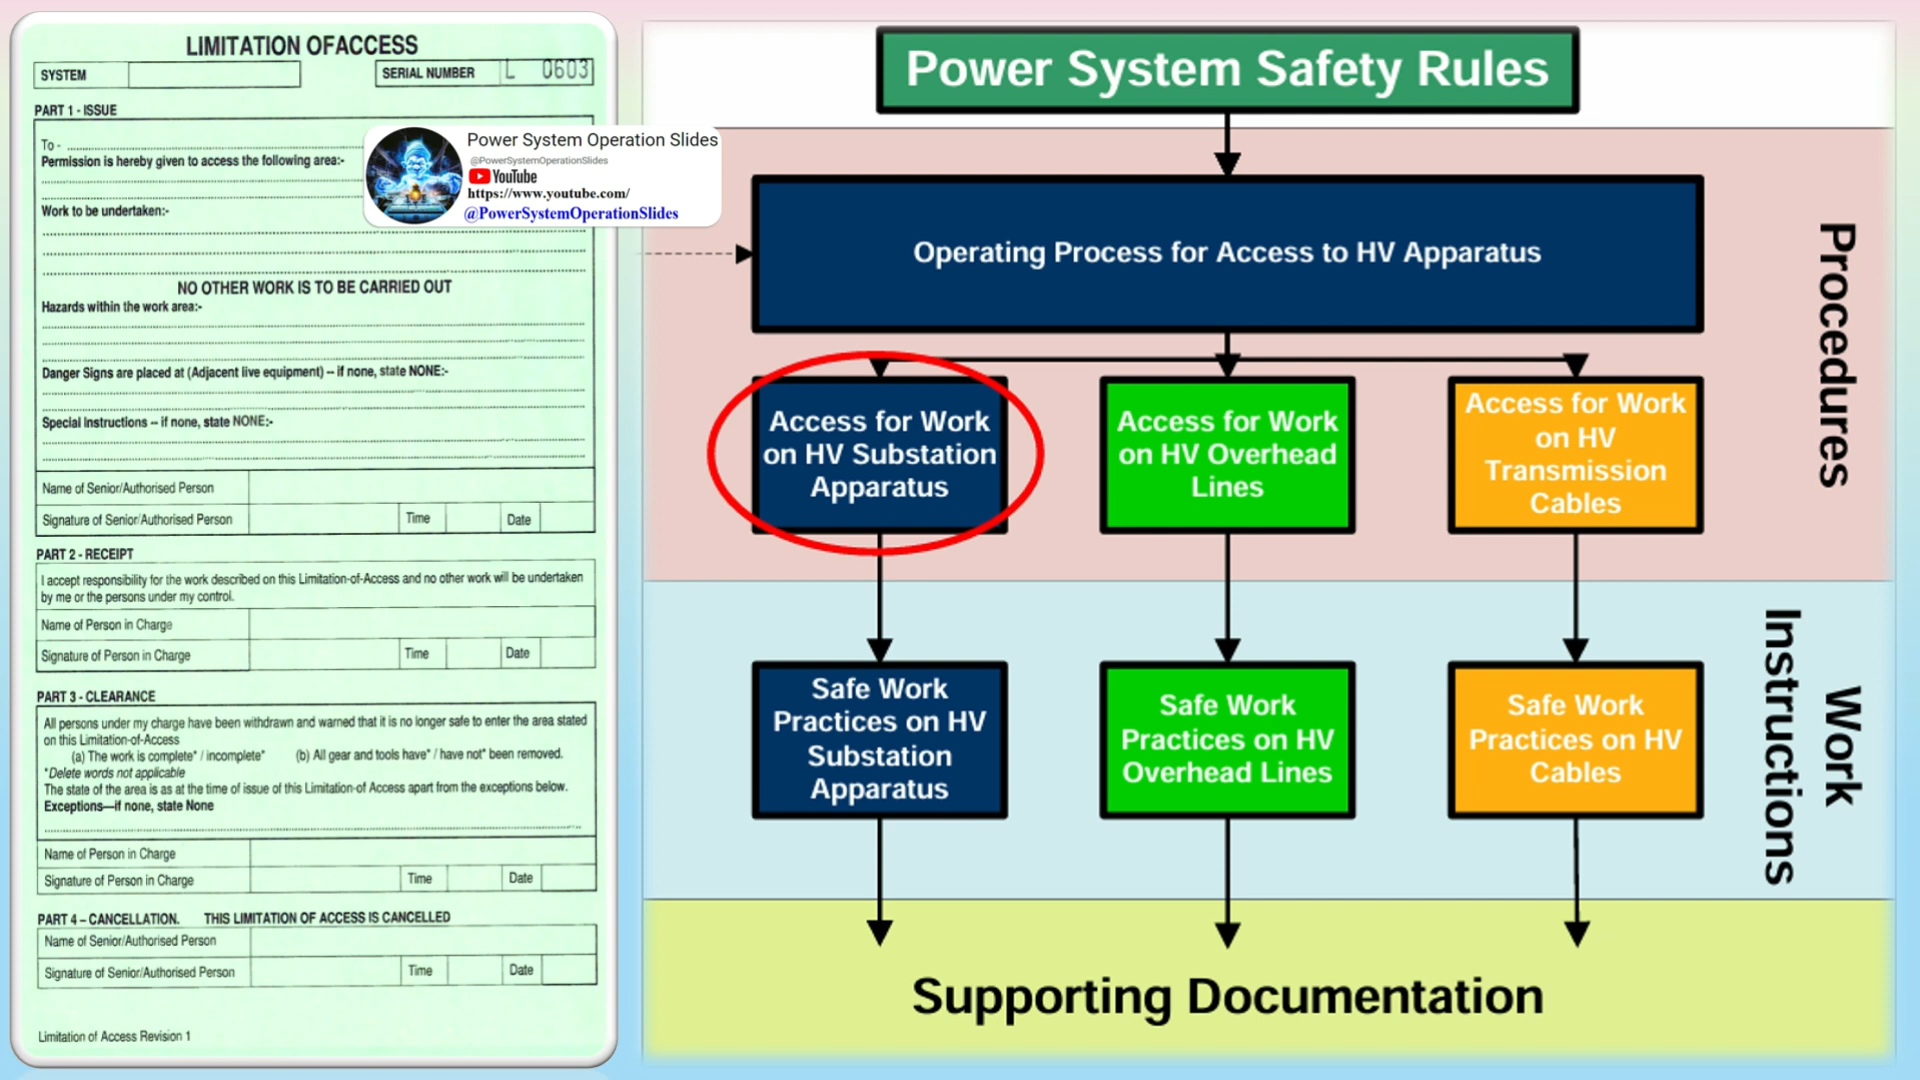 LIMITATION OFACCESS
SYSTEM
SERIAL NUMBER
L 0603
PART 1 - ISSUE
To -
Permission is hereby given to access the following area:-
Work to be undertaken:-
NO OTHER WORK IS TO BE CARRIED OUT
Hazards within the work area:-
Danger Signs are placed at (Adjacent live equipment) – if none, state NONE:-
Special Instructions – if none, state NONE:-
Name of Senior/Authorised Person
Signature of Senior/Authorised Person
Time
Date
PART 2 - RECEIPT
I accept responsibility for the work described on this Limitation-of-Access and no other work will be undertaken
by me or the persons under my control.
Name of Person in Charge
Signature of Person in Charge
Time
Date
PART 3 - CLEARANCE
All persons under my charge have been withdrawn and warned that it is no longer safe to enter the area stated
on this Limitation-of-Access
(a) The work is complete* / incomplete* (b) All gear and tools have* / have not* been removed.
*Delete words not applicable
The state of the area is as at the time of issue of this Limitation-of Access apart from the exceptions below.
Exceptions—if none, state None
Name of Person in Charge
Signature of Person in Charge
Time
Date
PART 4 – CANCELLATION. THIS LIMITATION OF ACCESS IS CANCELLED
Name of Senior/Authorised Person
Signature of Senior/Authorised Person
Time
Date
Limitation of Access Revision 1
Power System Operation Slides
@PowerSystemOperationSlides
YouTube
https://www.youtube.com/
@PowerSystemOperationSlides
Power System Safety Rules
Operating Process for Access to HV Apparatus
Access for Work
on HV Substation
Apparatus
Access for Work
on HV Overhead
Lines
Access for Work
on HV
Transmission
Cables
Procedures
Safe Work
Practices on HV
Substation
Apparatus
Safe Work
Practices on HV
Overhead Lines
Safe Work
Practices on HV
Cables
Work
Instructions
Supporting Documentation